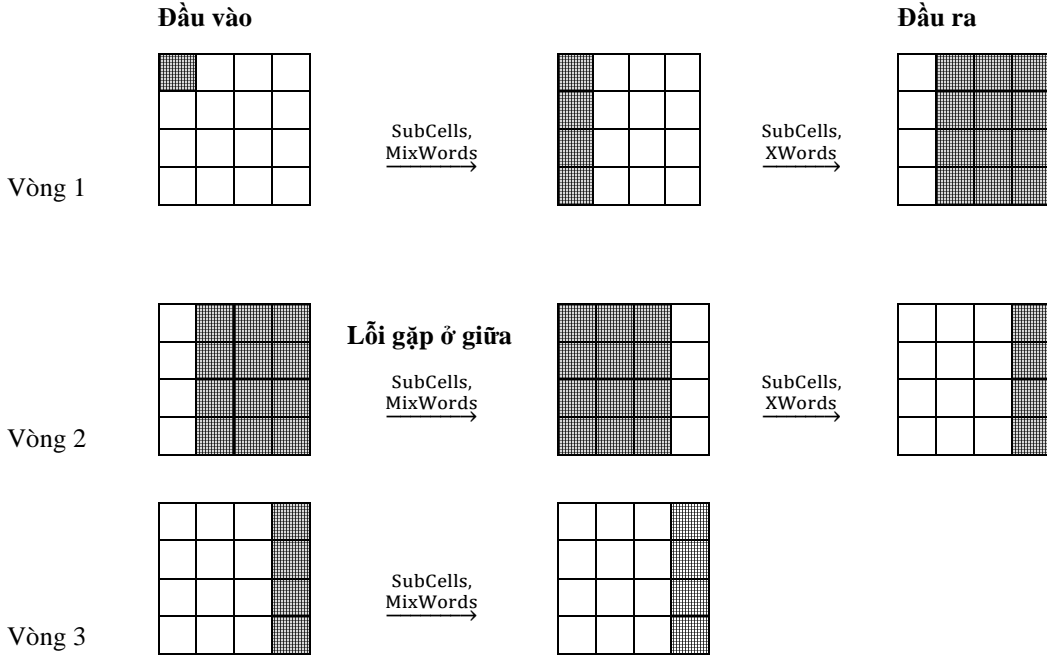 Đầu vào
Đầu ra
SubCells,
MixWords
SubCells,
XWords
Vòng 1
Lỗi gặp ở giữa
SubCells,
MixWords
SubCells,
XWords
Vòng 2
SubCells,
MixWords
Vòng 3